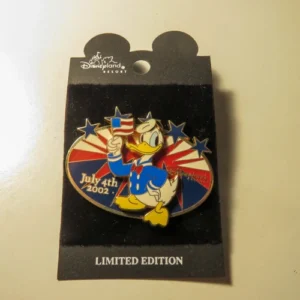 Disneyland
RESORT
July 4th
2002
LIMITED EDITION